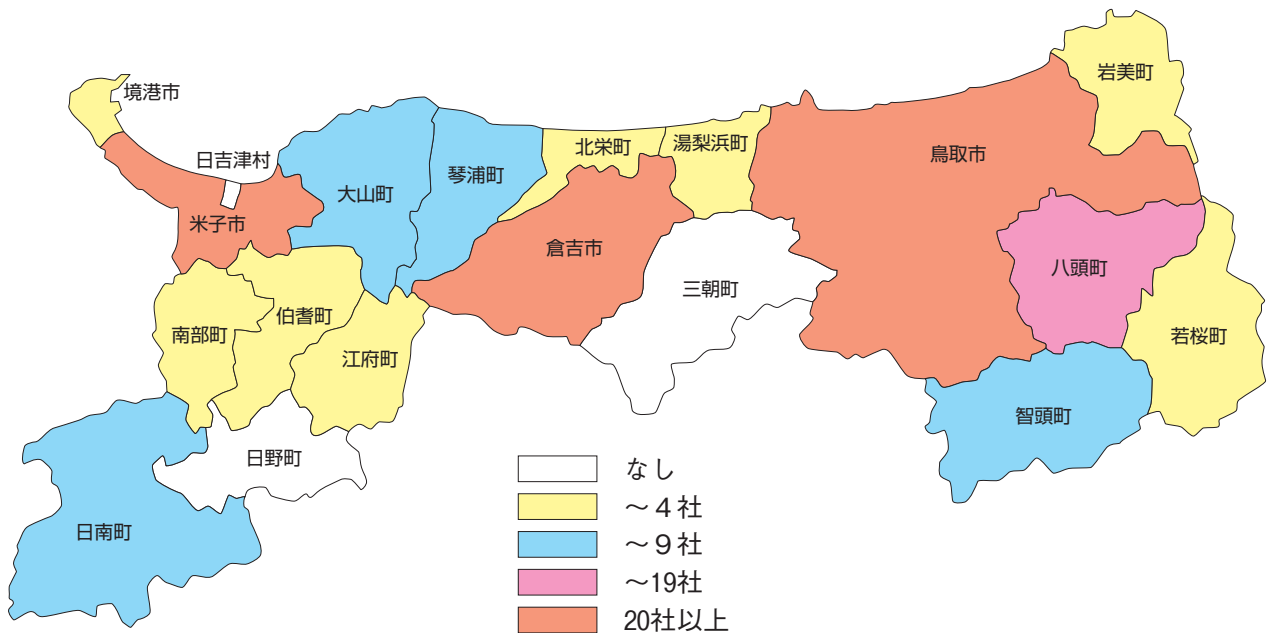 岩美町
境港市
北栄町
湯梨浜町
鳥取市
日吉津村
大山町
琴浦町
米子市
倉吉市
八頭町
三朝町
伯耆町
南部町
江府町
若桜町
智頭町
日野町
日南町
なし
～４社
～９社
～19社
20社以上